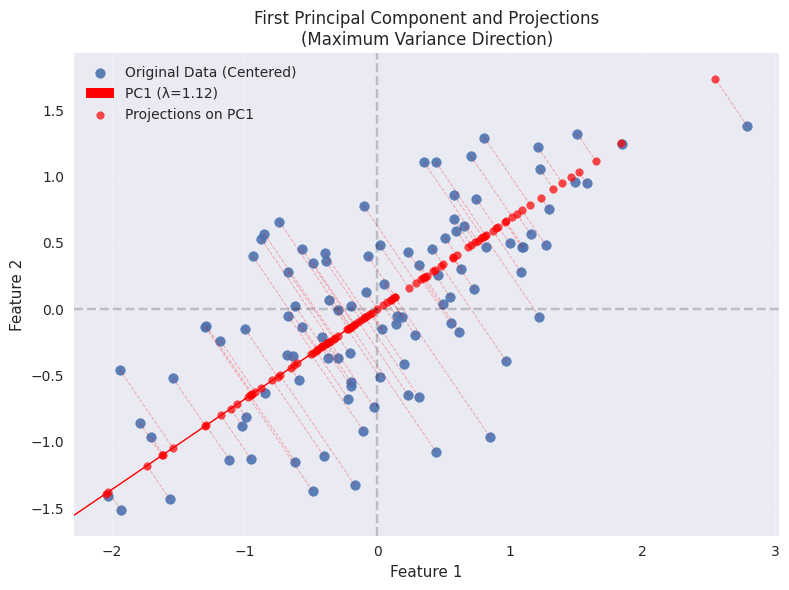 First Principal Component and Projections
(Maximum Variance Direction)
Original Data (Centered)
PC1 (λ=1.12)
Projections on PC1
Feature 2
1.5
1.0
0.5
0.0
−0.5
−1.0
−1.5
−2
−1
0
1
2
3
Feature 1